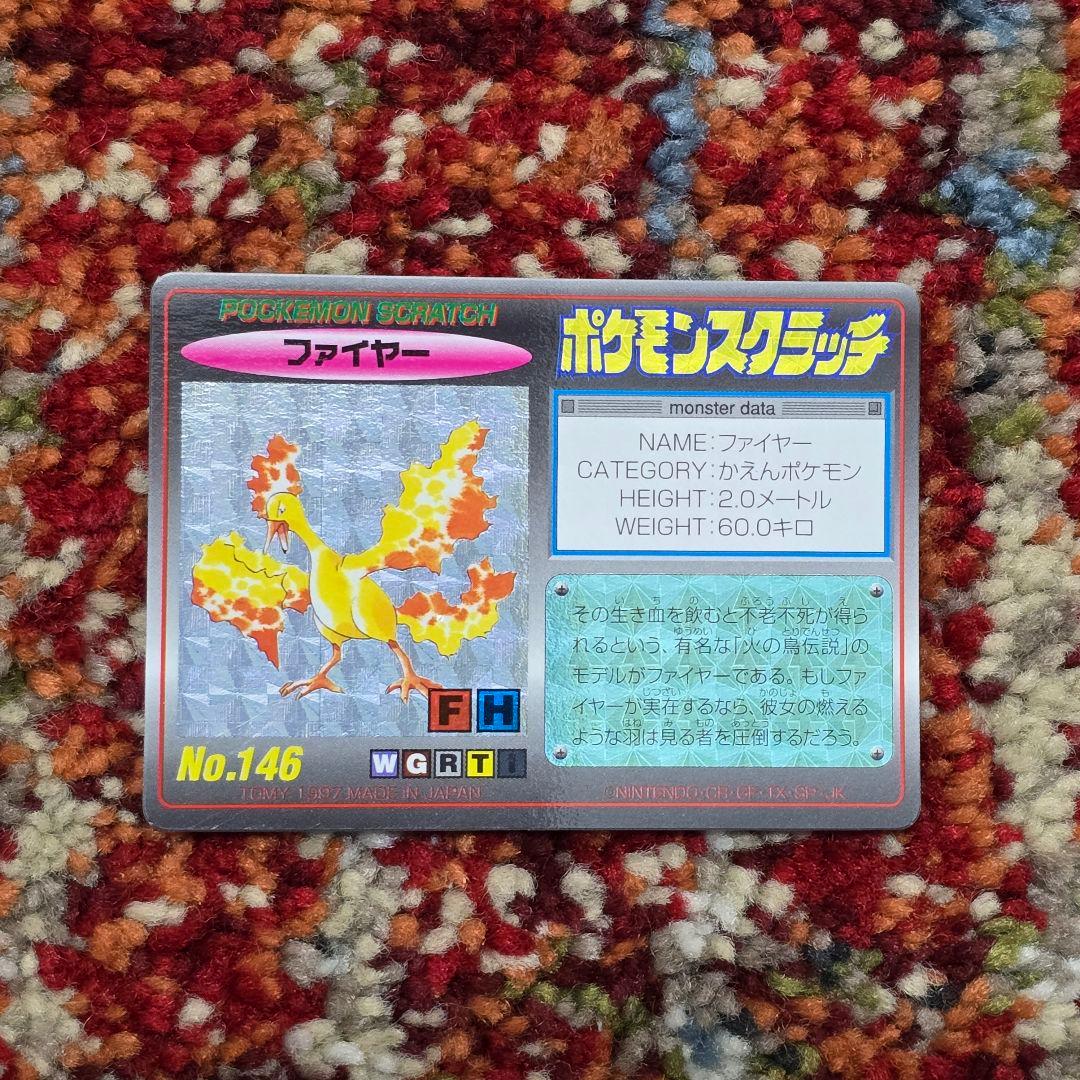 POCKEMON SCRATCH
ファイヤー
F H
No.146
W G R T I
TOMY 1997 MADE IN JAPAN
ポケモンスクラッチ
monster data
NAME:ファイヤー
CATEGORY:かえんポケモン
HEIGHT:2.0メートル
WEIGHT:60.0キロ
その生き血を飲むと不老不死が得ら
れるという、有名な「火の鳥伝説」の
モデルがファイヤーである。もしファ
イヤーが実在するなら、彼女の燃える
ような羽は見る者を圧倒するだろう。
©NINTENDO・CR・GF・TX・SP・JK